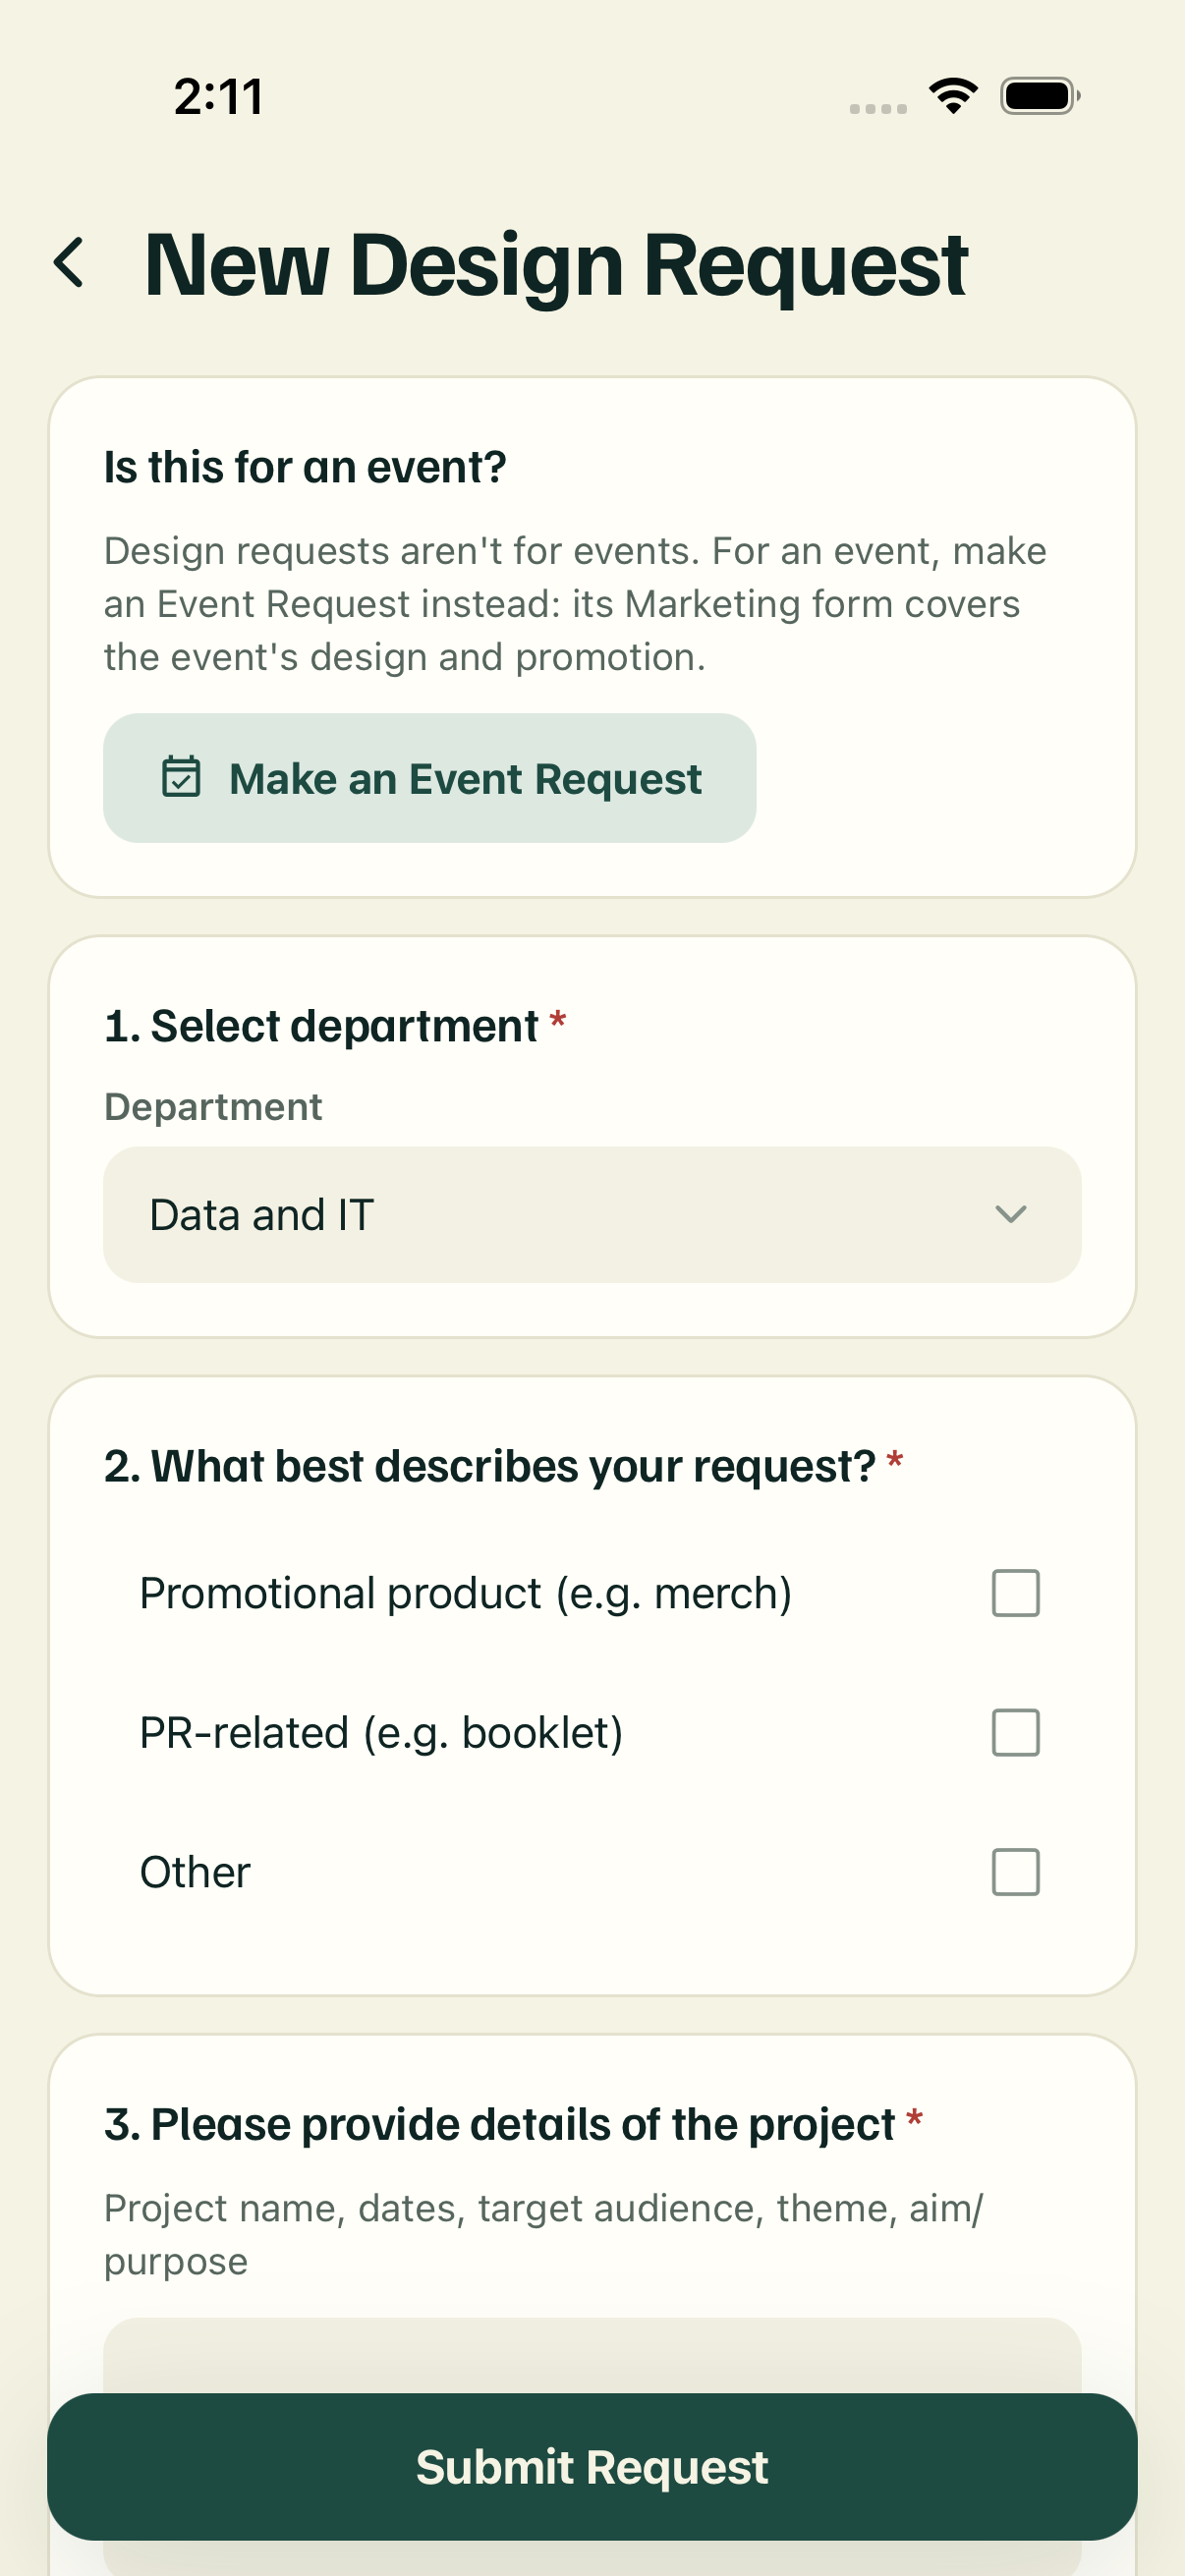 2:11
New Design Request
Is this for an event?
Design requests aren't for events. For an event, make
an Event Request instead: its Marketing form covers
the event's design and promotion.
Make an Event Request
1. Select department *
Department
Data and IT
2. What best describes your request? *
Promotional product (e.g. merch)
PR-related (e.g. booklet)
Other
3. Please provide details of the project *
Project name, dates, target audience, theme, aim/
purpose
Submit Request